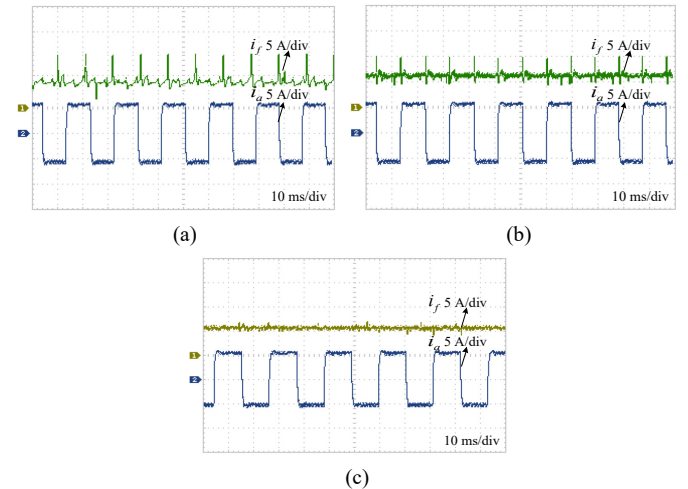 i_f 5 A/div
i_a 5 A/div
1
2
10 ms/div
(a)
i_f 5 A/div
i_a 5 A/div
1
2
10 ms/div
(b)
i_f 5 A/div
i_a 5 A/div
1
2
10 ms/div
(c)